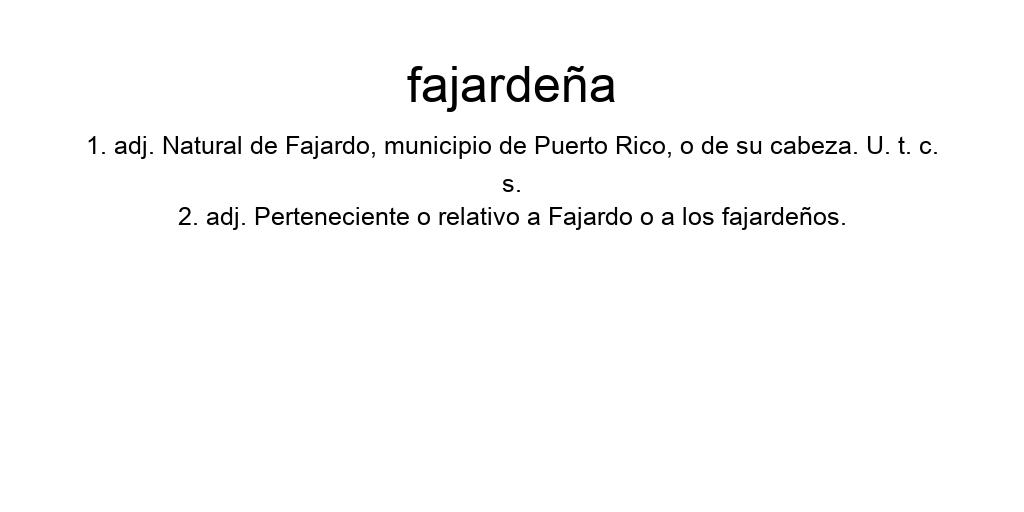 fajardeña
1. adj. Natural de Fajardo, municipio de Puerto Rico, o de su cabeza. U. t. c.
s.
2. adj. Perteneciente o relativo a Fajardo o a los fajardeños.